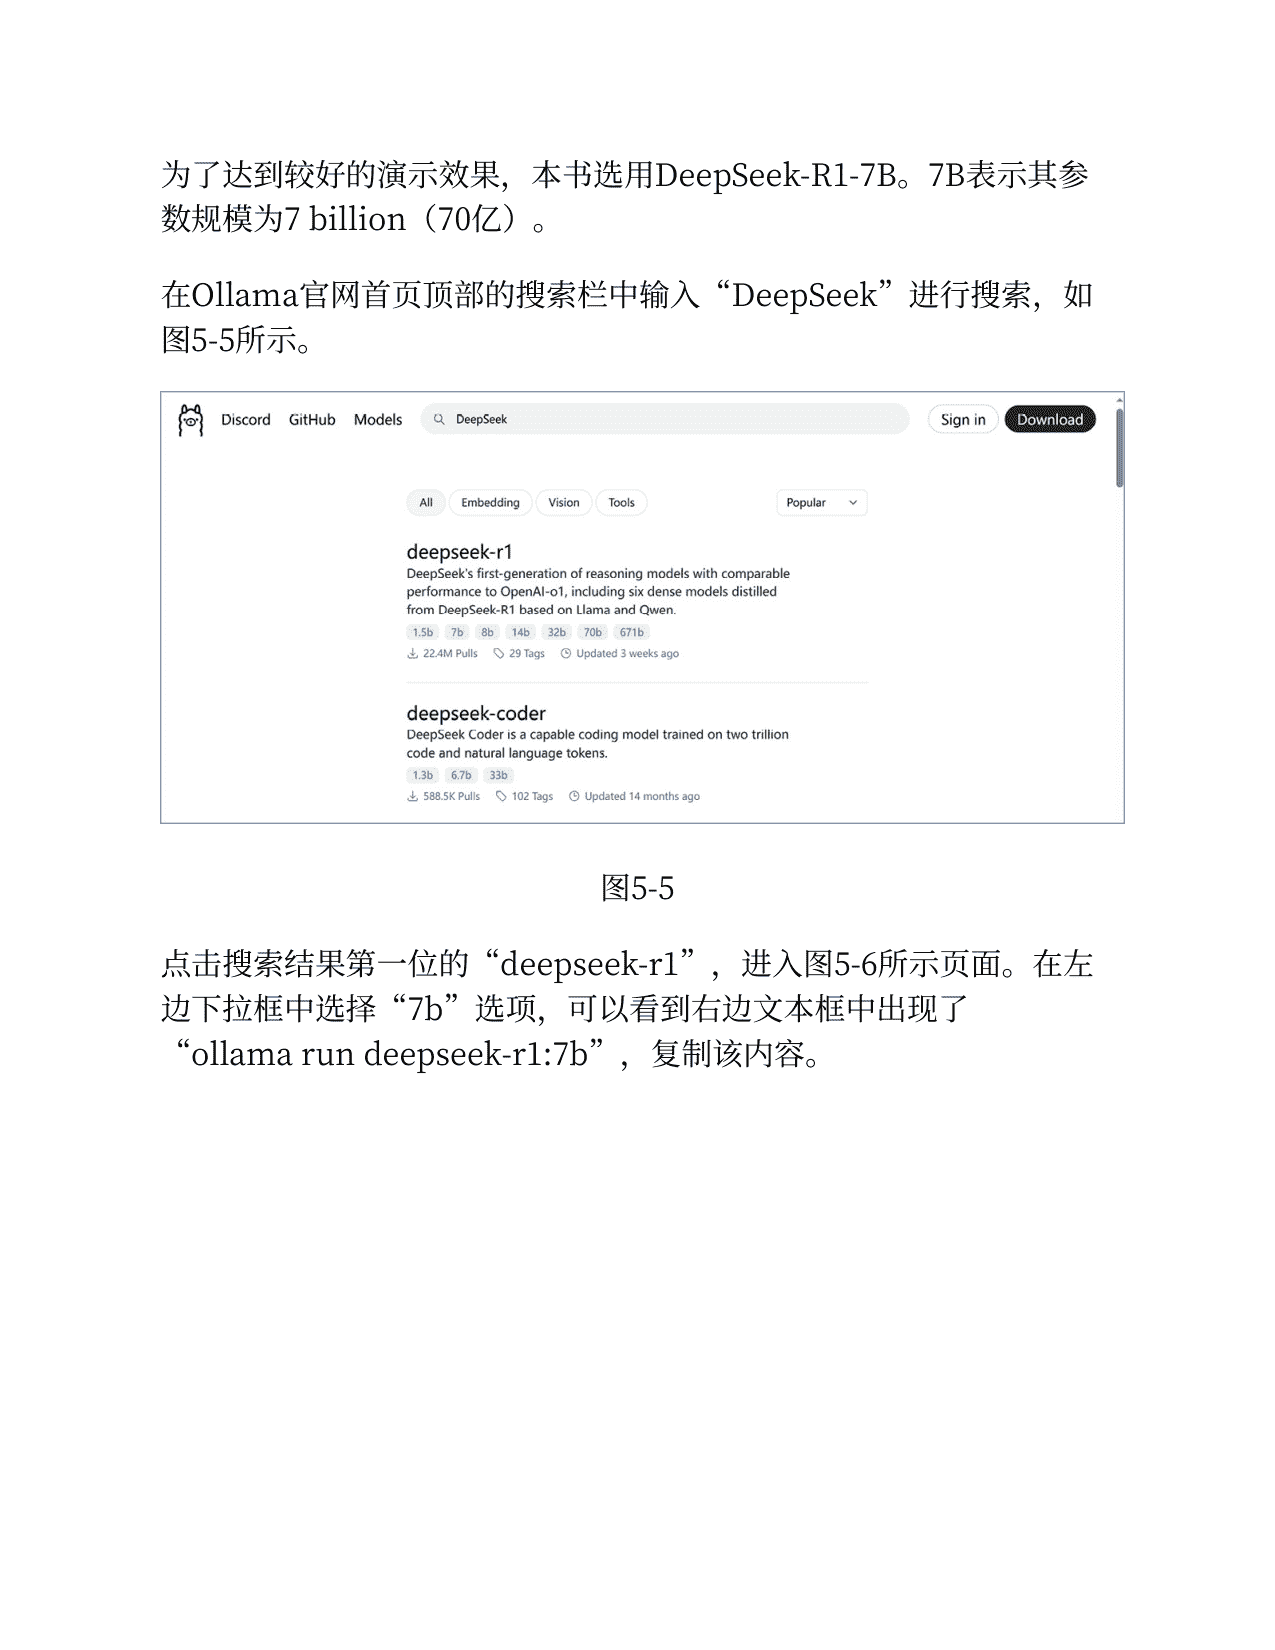 为了达到较好的演示效果，本书选用DeepSeek-R1-7B。7B表示其参
数规模为7 billion（70亿）。
在Ollama官网首页顶部的搜索栏中输入“DeepSeek”进行搜索，如
图5-5所示。
Discord GitHub Models DeepSeek Sign in Download
All Embedding Vision Tools Popular
deepseek-r1
DeepSeek's first-generation of reasoning models with comparable
performance to OpenAI-o1, including six dense models distilled
from DeepSeek-R1 based on Llama and Qwen.
1.5b 7b 8b 14b 32b 70b 671b
22.4M Pulls 29 Tags Updated 3 weeks ago
deepseek-coder
DeepSeek Coder is a capable coding model trained on two trillion
code and natural language tokens.
1.3b 6.7b 33b
588.5K Pulls 102 Tags Updated 14 months ago
图5-5
点击搜索结果第一位的“deepseek-r1”，进入图5-6所示页面。在左
边下拉框中选择“7b”选项，可以看到右边文本框中出现了
“ollama run deepseek-r1:7b”，复制该内容。